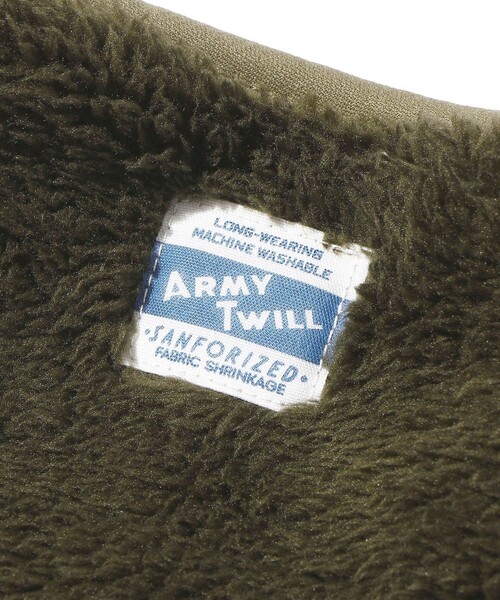 LONG-WEARING
MACHINE WASHABLE
ARMY
TWILL
·SANFORIZED·
FABRIC SHRINKAGE